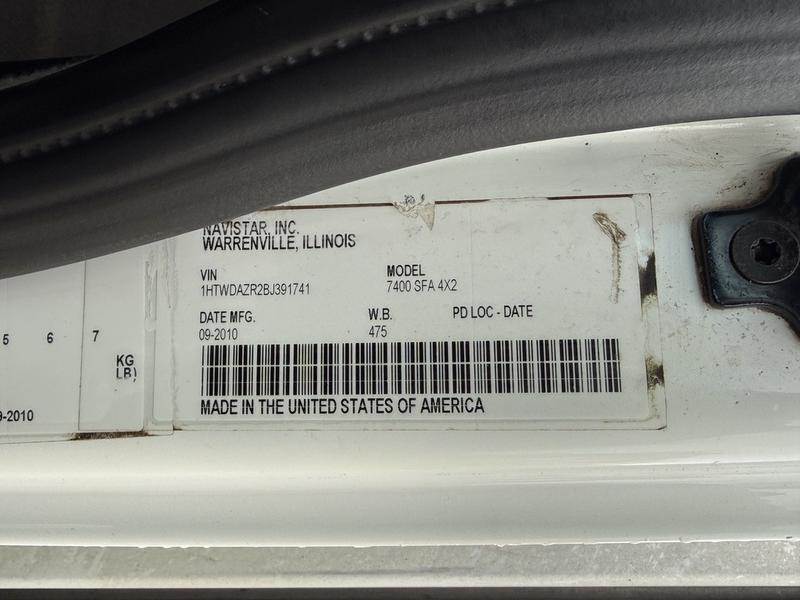 NAVISTAR, INC.
WARRENVILLE, ILLINOIS
VIN MODEL
1HTWDAZR2BJ391741 7400 SFA 4X2
DATE MFG. W.B. PD LOC - DATE
09-2010 475
MADE IN THE UNITED STATES OF AMERICA
5 6 7
KG
LB)
9-2010